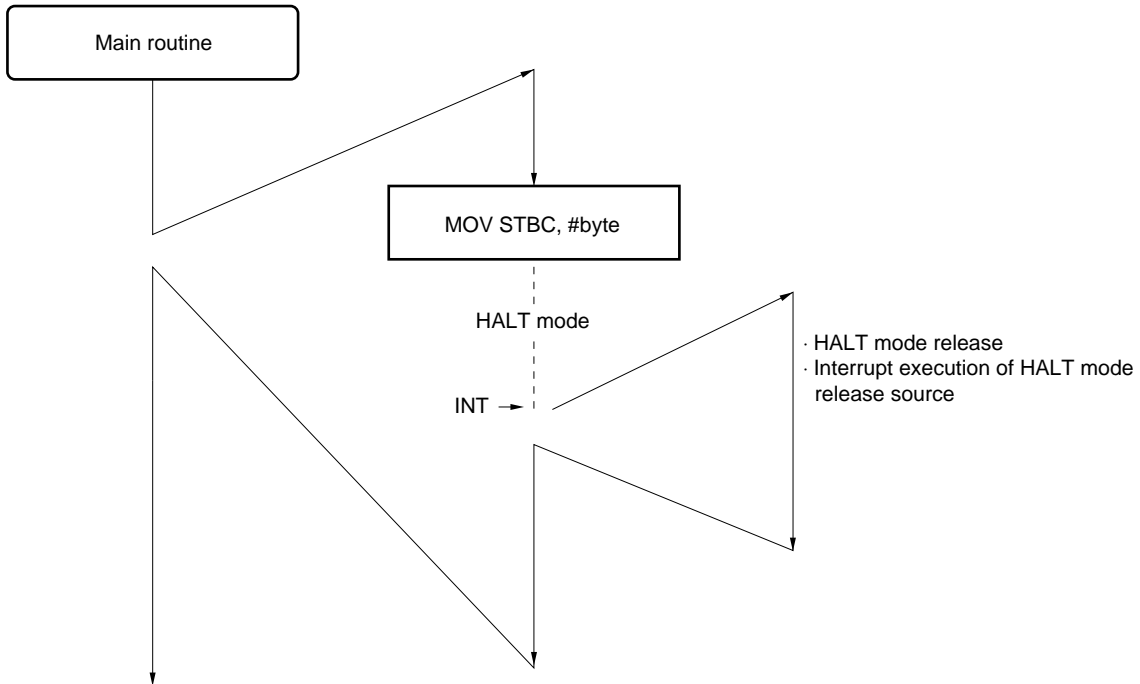 Main routine
MOV STBC, #byte
HALT mode
INT
· HALT mode release
· Interrupt execution of HALT mode
release source